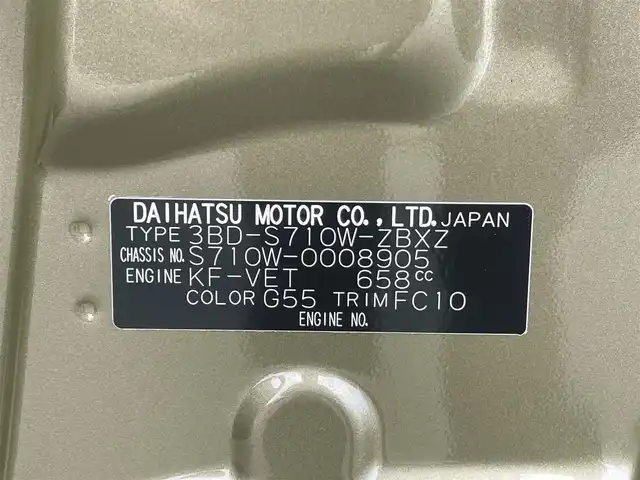 DAIHATSU MOTOR CO., LTD. JAPAN
TYPE 3BD-S710W-ZBXZ
CHASSIS NO. S710W-0008905
ENGINE KF-VET 658cc
COLOR G55 TRIM FC10
ENGINE NO.